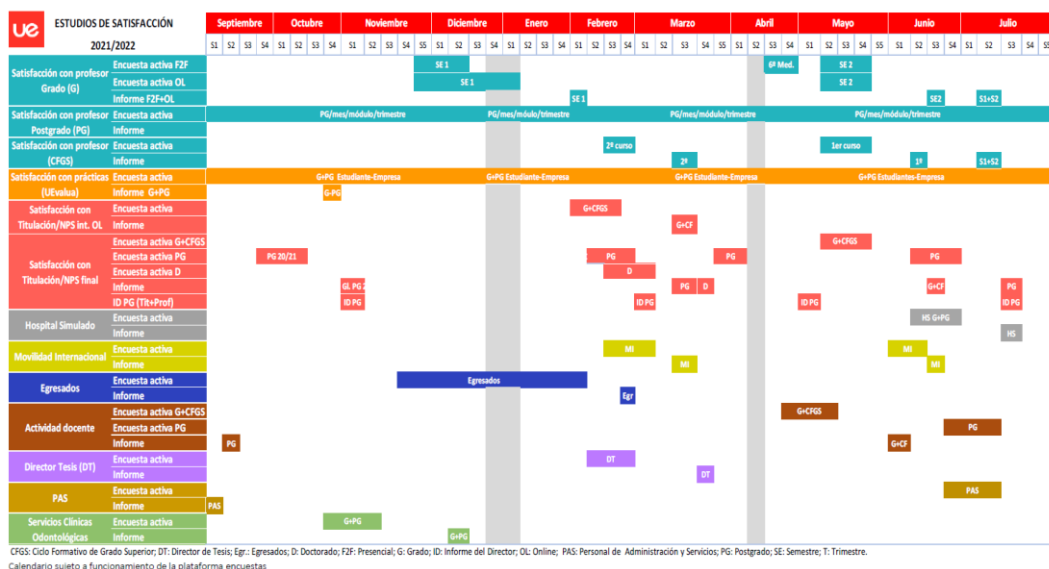 ue ESTUDIOS DE SATISFACCIÓN
2021/2022
Septiembre Octubre Noviembre Diciembre Enero Febrero Marzo Abril Mayo Junio Julio
S1 S2 S3 S4 S1 S2 S3 S4 S1 S2 S3 S4 S5 S1 S2 S3 S4 S1 S2 S3 S4 S1 S2 S3 S4 S1 S2 S3 S4 S1 S2 S3 S4 S5 S1 S2 S3 S4 S1 S2 S3 S4 S5
Satisfacción con profesor Grado (G)
Encuesta activa F2F SE 1 6º Med. SE 2
Encuesta activa OL SE 1 SE 2
Informe F2F+OL SE 1 SE2 S1+S2
Satisfacción con profesor Postgrado (PG)
Encuesta activa PG/mes/módulo/trimestre PG/mes/módulo/trimestre PG/mes/módulo/trimestre PG/mes/módulo/trimestre
Informe
Satisfacción con profesor (CFGS)
Encuesta activa 2º curso 1er curso
Informe 2º 1º S1+S2
Satisfacción con prácticas (UEvalua)
Encuesta activa G+PG Estudiante-Empresa G+PG Estudiante-Empresa G+PG Estudiante-Empresa G+PG Estudiantes-Empresa
Informe G+PG G-PG
Satisfacción con Titulación/NPS int. OL
Encuesta activa G+CFGS
Informe G+CF
Satisfacción con Titulación/NPS final
Encuesta activa G+CFGS G+CFGS
Encuesta activa PG PG 20/21 PG PG PG
Encuesta activa D D
Informe Gl. PG 2 PG D G+CF PG
ID PG (Tit+Prof) ID PG ID PG ID PG ID PG
Hospital Simulado
Encuesta activa HS G+PG
Informe HS
Movilidad Internacional
Encuesta activa MI MI
Informe MI MI
Egresados
Encuesta activa Egresados
Informe Egr
Actividad docente
Encuesta activa G+CFGS G+CFGS
Encuesta activa PG PG
Informe PG G+CF
Director Tesis (DT)
Encuesta activa DT
Informe DT
PAS
Encuesta activa PAS
Informe PAS
Servicios Clínicas Odontológicas
Encuesta activa G+PG
Informe G+PG
CFGS: Ciclo Formativo de Grado Superior; DT: Director de Tesis; Egr.: Egresados; D: Doctorado; F2F: Presencial; G: Grado; ID: Informe del Director; OL: Online; PAS: Personal de Administración y Servicios; PG: Postgrado; SE: Semestre; T: Trimestre.
Calendario sujeto a funcionamiento de la plataforma encuestas